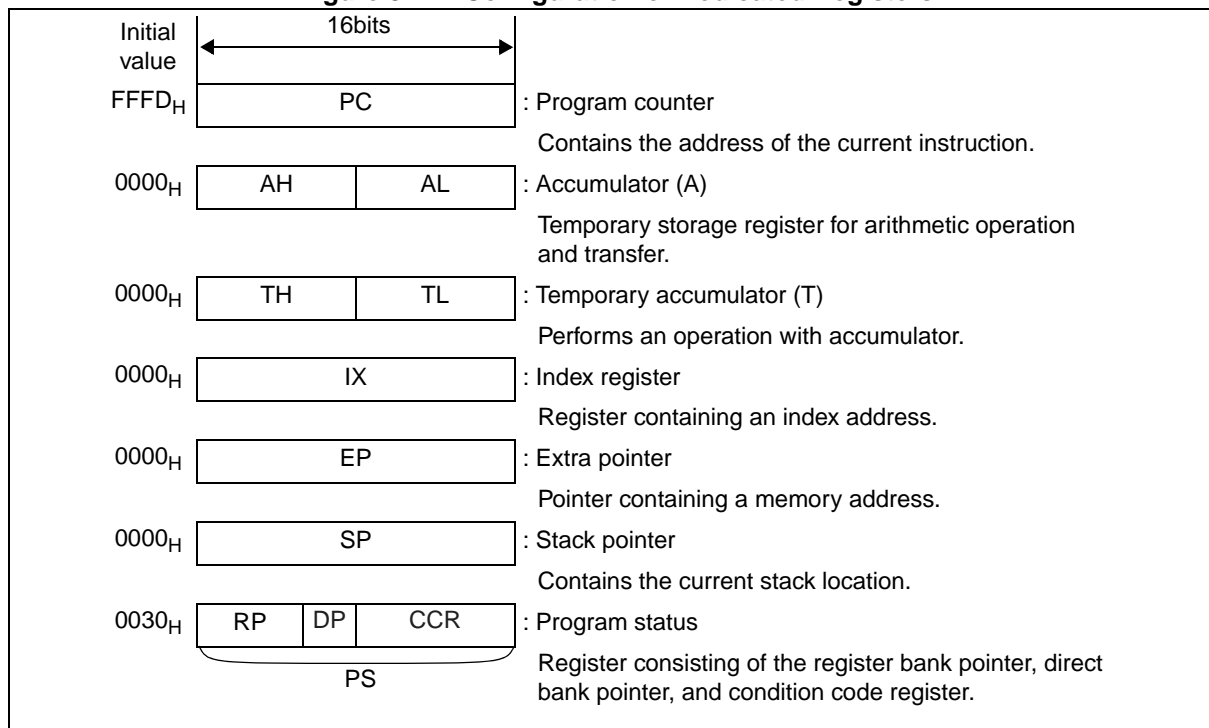 Initial value
16bits
FFFDH
PC
: Program counter
Contains the address of the current instruction.
0000H
AH
AL
: Accumulator (A)
Temporary storage register for arithmetic operation
and transfer.
0000H
TH
TL
: Temporary accumulator (T)
Performs an operation with accumulator.
0000H
IX
: Index register
Register containing an index address.
0000H
EP
: Extra pointer
Pointer containing a memory address.
0000H
SP
: Stack pointer
Contains the current stack location.
0030H
RP
DP
CCR
: Program status
PS
Register consisting of the register bank pointer, direct
bank pointer, and condition code register.